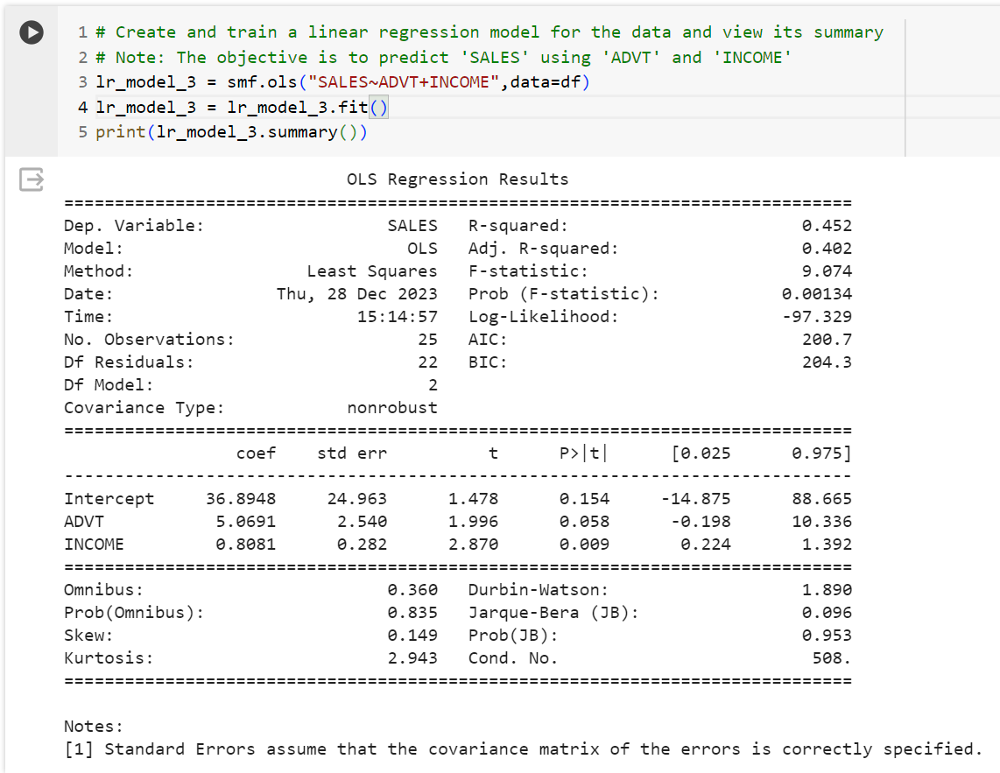 1 # Create and train a linear regression model for the data and view its summary
2 # Note: The objective is to predict 'SALES' using 'ADVT' and 'INCOME'
3 lr_model_3 = smf.ols("SALES~ADVT+INCOME",data=df)
4 lr_model_3 = lr_model_3.fit()
5 print(lr_model_3.summary())
                            OLS Regression Results
==============================================================================
Dep. Variable:                  SALES   R-squared:                       0.452
Model:                            OLS   Adj. R-squared:                  0.402
Method:                 Least Squares   F-statistic:                     9.074
Date:                Thu, 28 Dec 2023   Prob (F-statistic):            0.00134
Time:                        15:14:57   Log-Likelihood:                -97.329
No. Observations:                  25   AIC:                             200.7
Df Residuals:                      22   BIC:                             204.3
Df Model:                           2
Covariance Type:            nonrobust
==============================================================================
                 coef    std err          t      P>|t|      [0.025      0.975]
------------------------------------------------------------------------------
Intercept     36.8948     24.963      1.478      0.154     -14.875      88.665
ADVT           5.0691      2.540      1.996      0.058      -0.198      10.336
INCOME         0.8081      0.282      2.870      0.009       0.224       1.392
==============================================================================
Omnibus:                        0.360   Durbin-Watson:                   1.890
Prob(Omnibus):                  0.835   Jarque-Bera (JB):                0.096
Skew:                           0.149   Prob(JB):                        0.953
Kurtosis:                       2.943   Cond. No.                         508.
==============================================================================
Notes:
[1] Standard Errors assume that the covariance matrix of the errors is correctly specified.